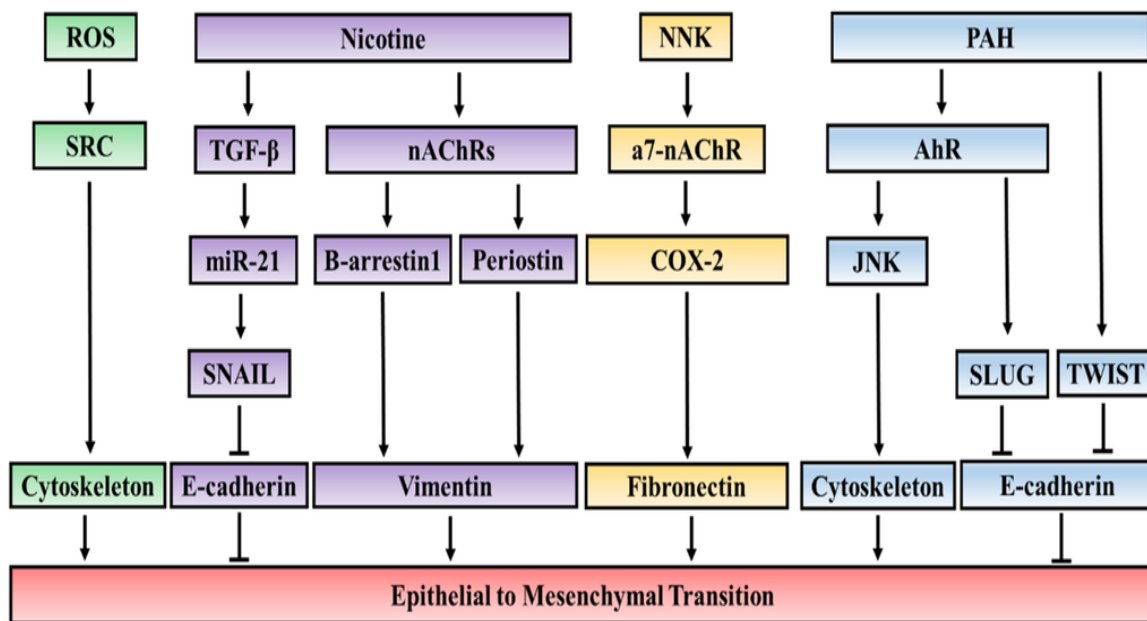 ROS
Nicotine
NNK
PAH
SRC
TGF-β
nAChRs
a7-nAChR
AhR
miR-21
B-arrestin1
Periostin
COX-2
JNK
SNAIL
SLUG
TWIST
Cytoskeleton
E-cadherin
Vimentin
Fibronectin
Cytoskeleton
E-cadherin
Epithelial to Mesenchymal Transition